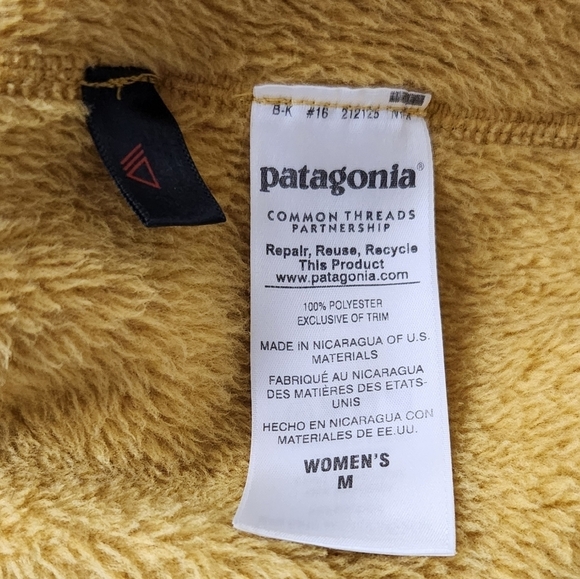 B-K #16 212125
patagonia®
COMMON THREADS
PARTNERSHIP
Repair, Reuse, Recycle
This Product
www.patagonia.com
100% POLYESTER
EXCLUSIVE OF TRIM
MADE IN NICARAGUA OF U.S.
MATERIALS
FABRIQUÉ AU NICARAGUA
DES MATIÈRES DES ETATS-
UNIS
HECHO EN NICARAGUA CON
MATERIALES DE EE.UU.
WOMEN'S
M